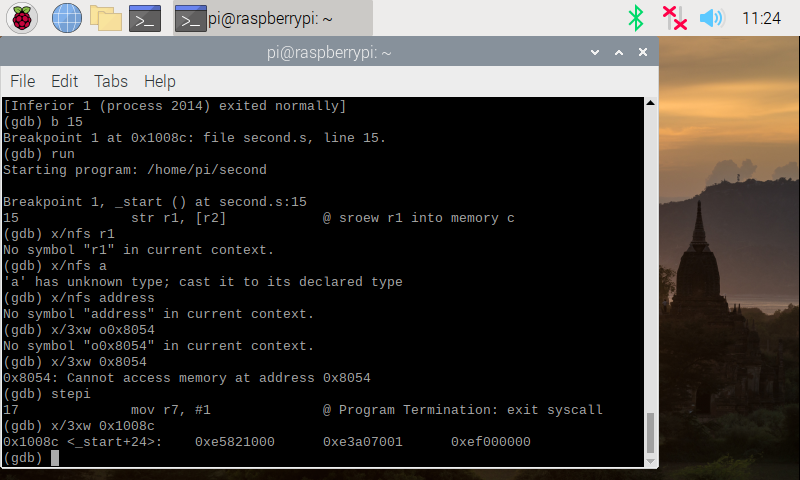 pi@raspberrypi: ~
11:24
pi@raspberrypi: ~
File Edit Tabs Help
[Inferior 1 (process 2014) exited normally]
(gdb) b 15
Breakpoint 1 at 0x1008c: file second.s, line 15.
(gdb) run
Starting program: /home/pi/second
Breakpoint 1, _start () at second.s:15
15              str r1, [r2]            @ sroew r1 into memory c
(gdb) x/nfs r1
No symbol "r1" in current context.
(gdb) x/nfs a
'a' has unknown type; cast it to its declared type
(gdb) x/nfs address
No symbol "address" in current context.
(gdb) x/3xw o0x8054
No symbol "o0x8054" in current context.
(gdb) x/3xw 0x8054
0x8054: Cannot access memory at address 0x8054
(gdb) stepi
17              mov r7, #1              @ Program Termination: exit syscall
(gdb) x/3xw 0x1008c
0x1008c <_start+24>:    0xe5821000      0xe3a07001      0xef000000
(gdb)